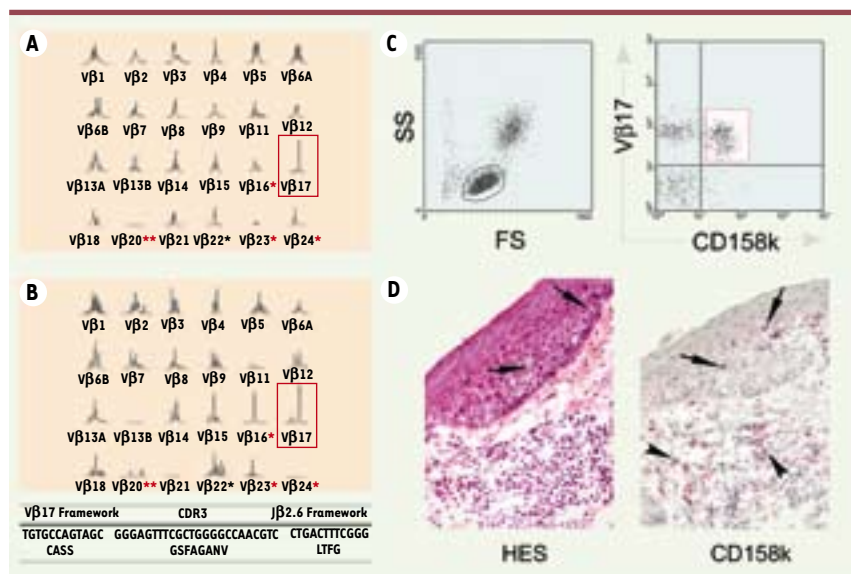 A
Vβ1 Vβ2 Vβ3 Vβ4 Vβ5 Vβ6A
Vβ6B Vβ7 Vβ8 Vβ9 Vβ11 Vβ12
Vβ13A Vβ13B Vβ14 Vβ15 Vβ16* Vβ17
Vβ18 Vβ20** Vβ21 Vβ22* Vβ23* Vβ24*
B
Vβ1 Vβ2 Vβ3 Vβ4 Vβ5 Vβ6A
Vβ6B Vβ7 Vβ8 Vβ9 Vβ11 Vβ12
Vβ13A Vβ13B Vβ14 Vβ15 Vβ16* Vβ17
Vβ18 Vβ20** Vβ21 Vβ22* Vβ23* Vβ24*
Vβ17 Framework CDR3 Jβ2.6 Framework
TGTGCCAGTAGC GGGAGTTTCGCTGGGGCCAACGTC CTGACTTTCGGG
CASS GSFAGANV LTFG
C
SS
FS
Vβ17
CD158k
D
HES
CD158k